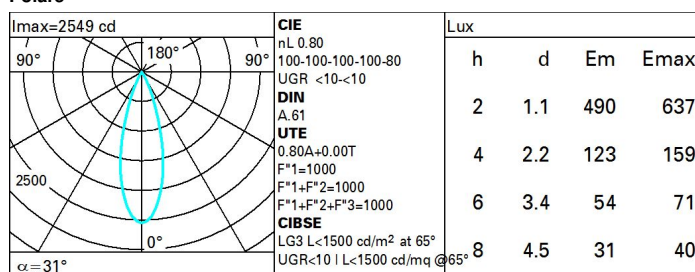 Imax=2549 cd
90°
180°
90°
2500
0°
α=31°
CIE
nL 0.80
100-100-100-100-80
UGR <10-<10
DIN
A.61
UTE
0.80A+0.00T
F"1=1000
F"1+F"2=1000
F"1+F"2+F"3=1000
CIBSE
LG3 L<1500 cd/m² at 65°
UGR<10 | L<1500 cd/mq @65°
Lux
h d Em Emax
2 1.1 490 637
4 2.2 123 159
6 3.4 54 71
8 4.5 31 40